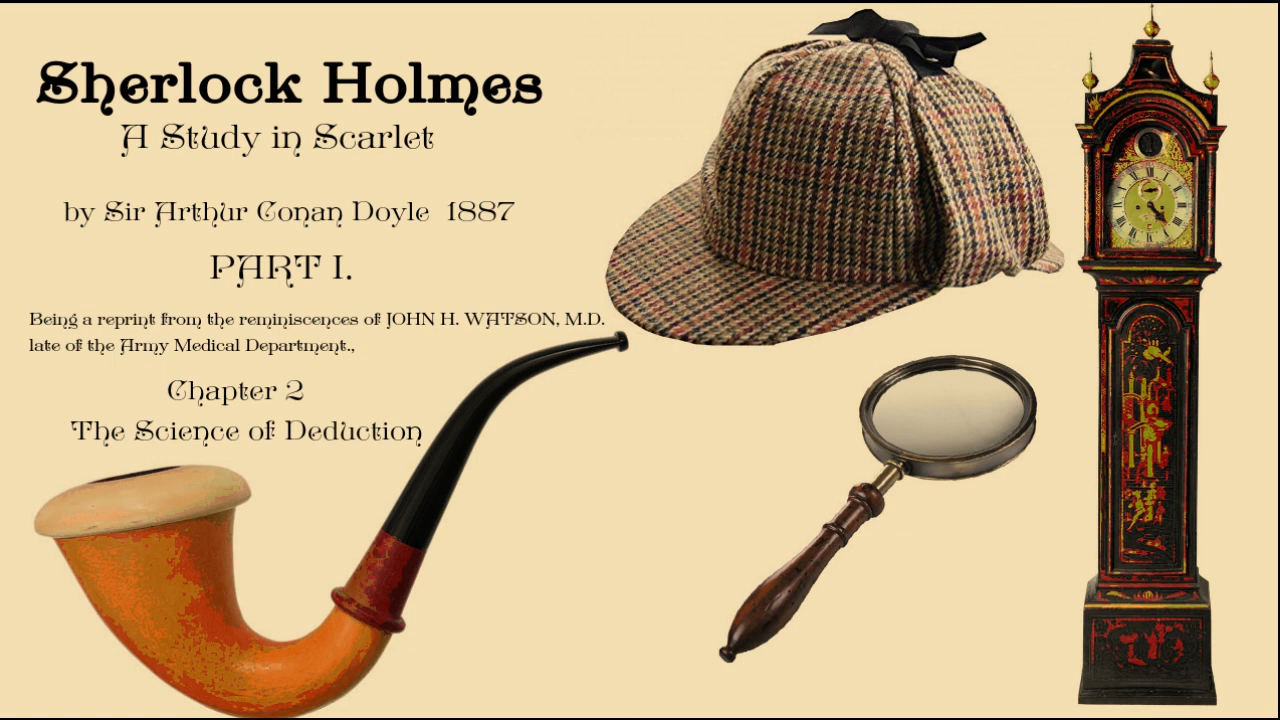 Sherlock Holmes
A Study in Scarlet
by Sir Arthur Conan Doyle 1887
PART I.
Being a reprint from the reminiscences of JOHN H. WATSON, M.D.
late of the Army Medical Department.,
Chapter 2
The Science of Deduction